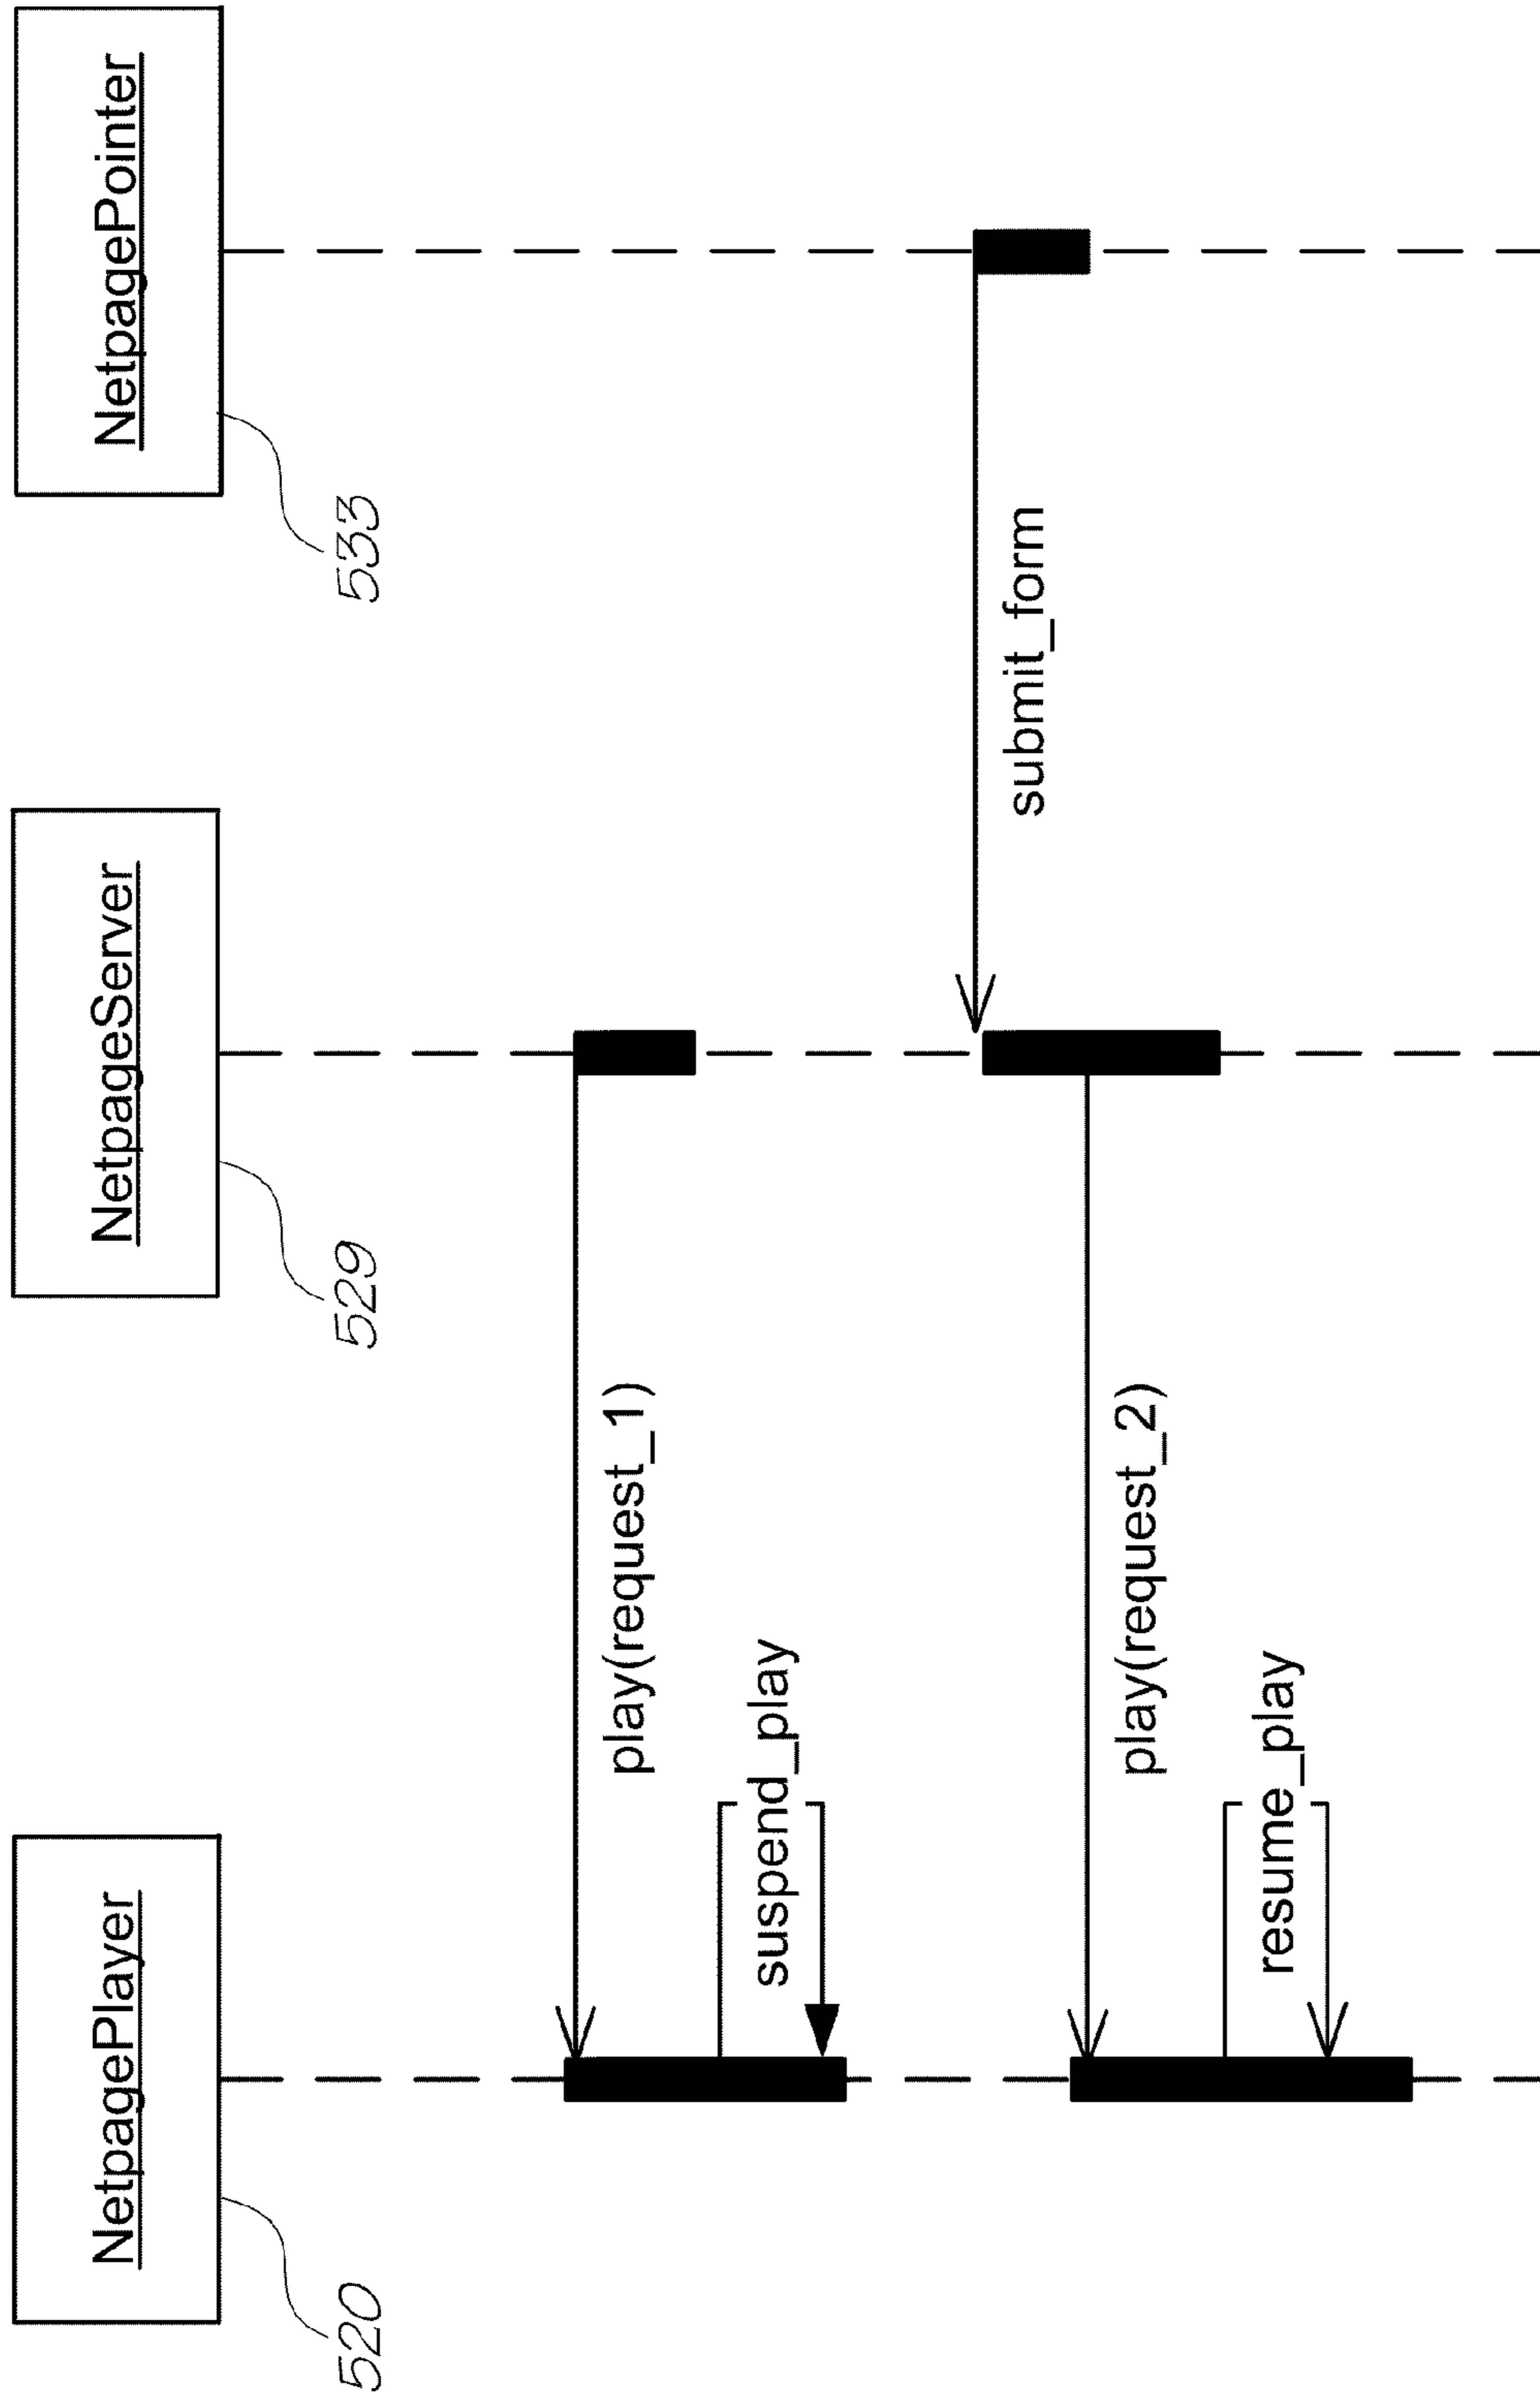 NetpagePlayer
NetpageServer
NetpagePointer
520
529
533
play(request_1)
suspend_play
submit_form
play(request_2)
resume_play